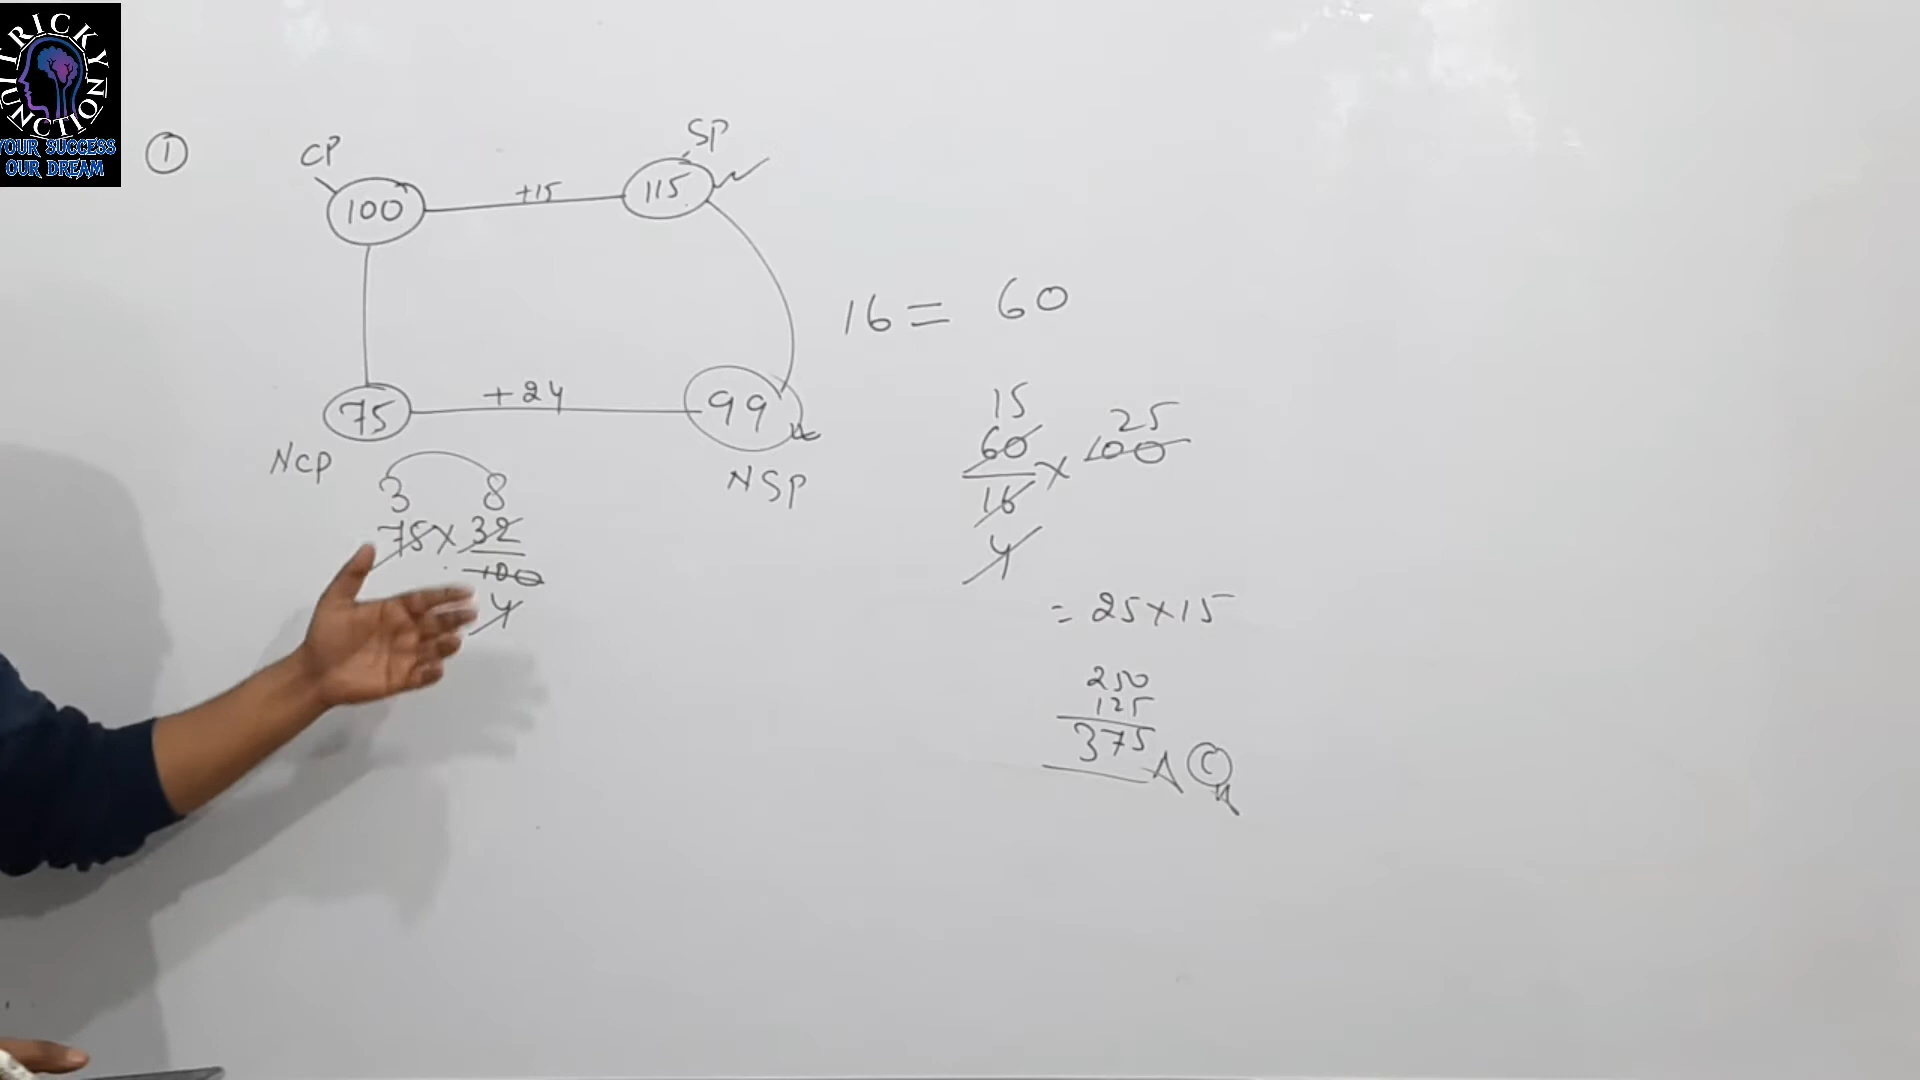 TRICKY JUNCTION
YOUR SUCCESS
OUR DREAM
①
CP
SP
100
+15
115
16 = 60
75
+24
99
NCP
NSP
3 8
75 × 32
100
4
15
60 × 100
25
16
4
= 25 × 15
250
125
375 A C